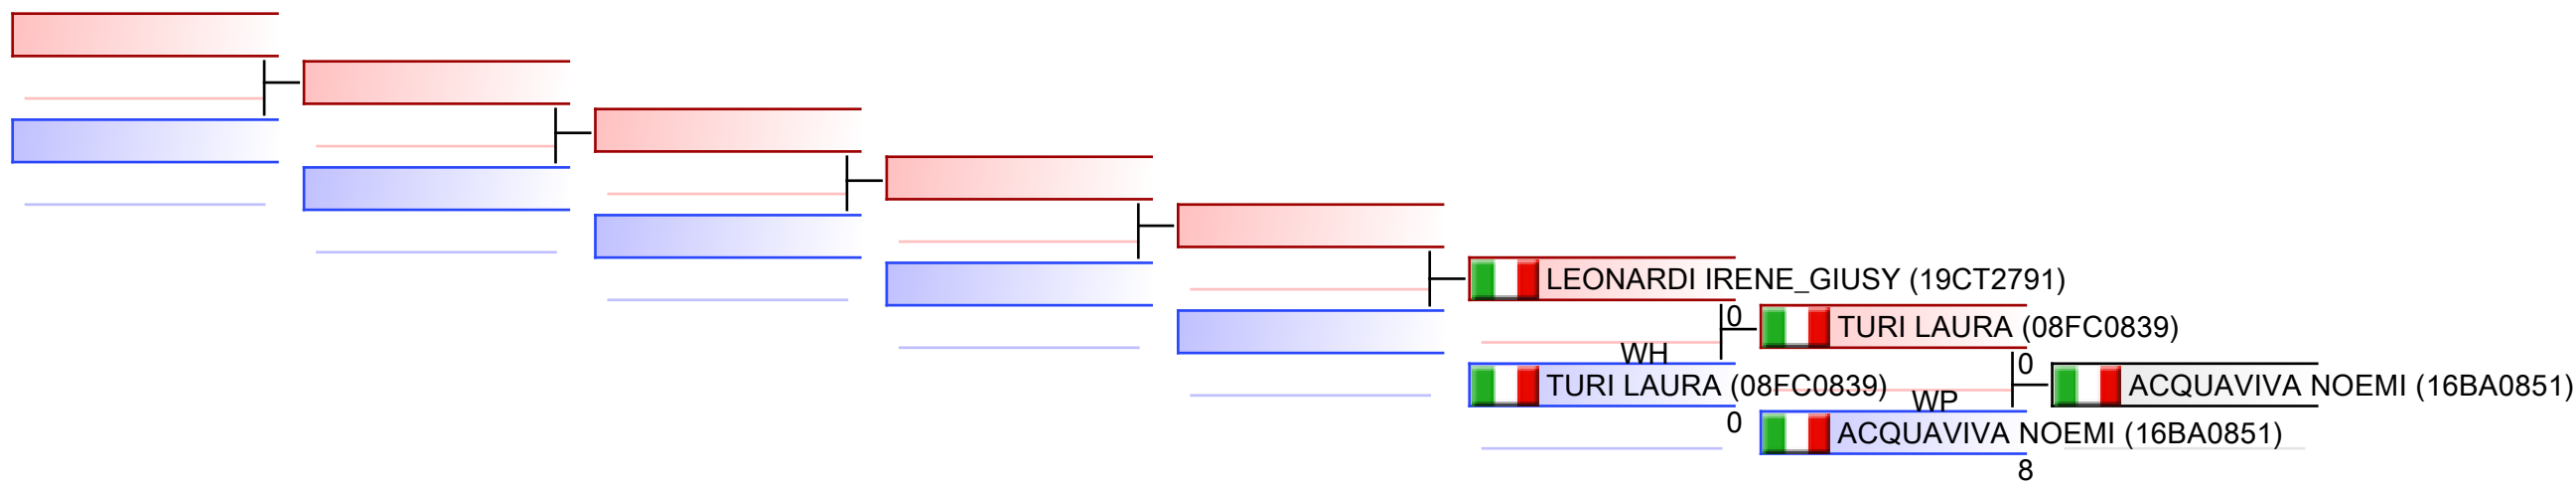 LEONARDI IRENE_GIUSY (19CT2791)
0
TURI LAURA (08FC0839)
WH
0
TURI LAURA (08FC0839)
ACQUAVIVA NOEMI (16BA0851)
WP
0
ACQUAVIVA NOEMI (16BA0851)
8